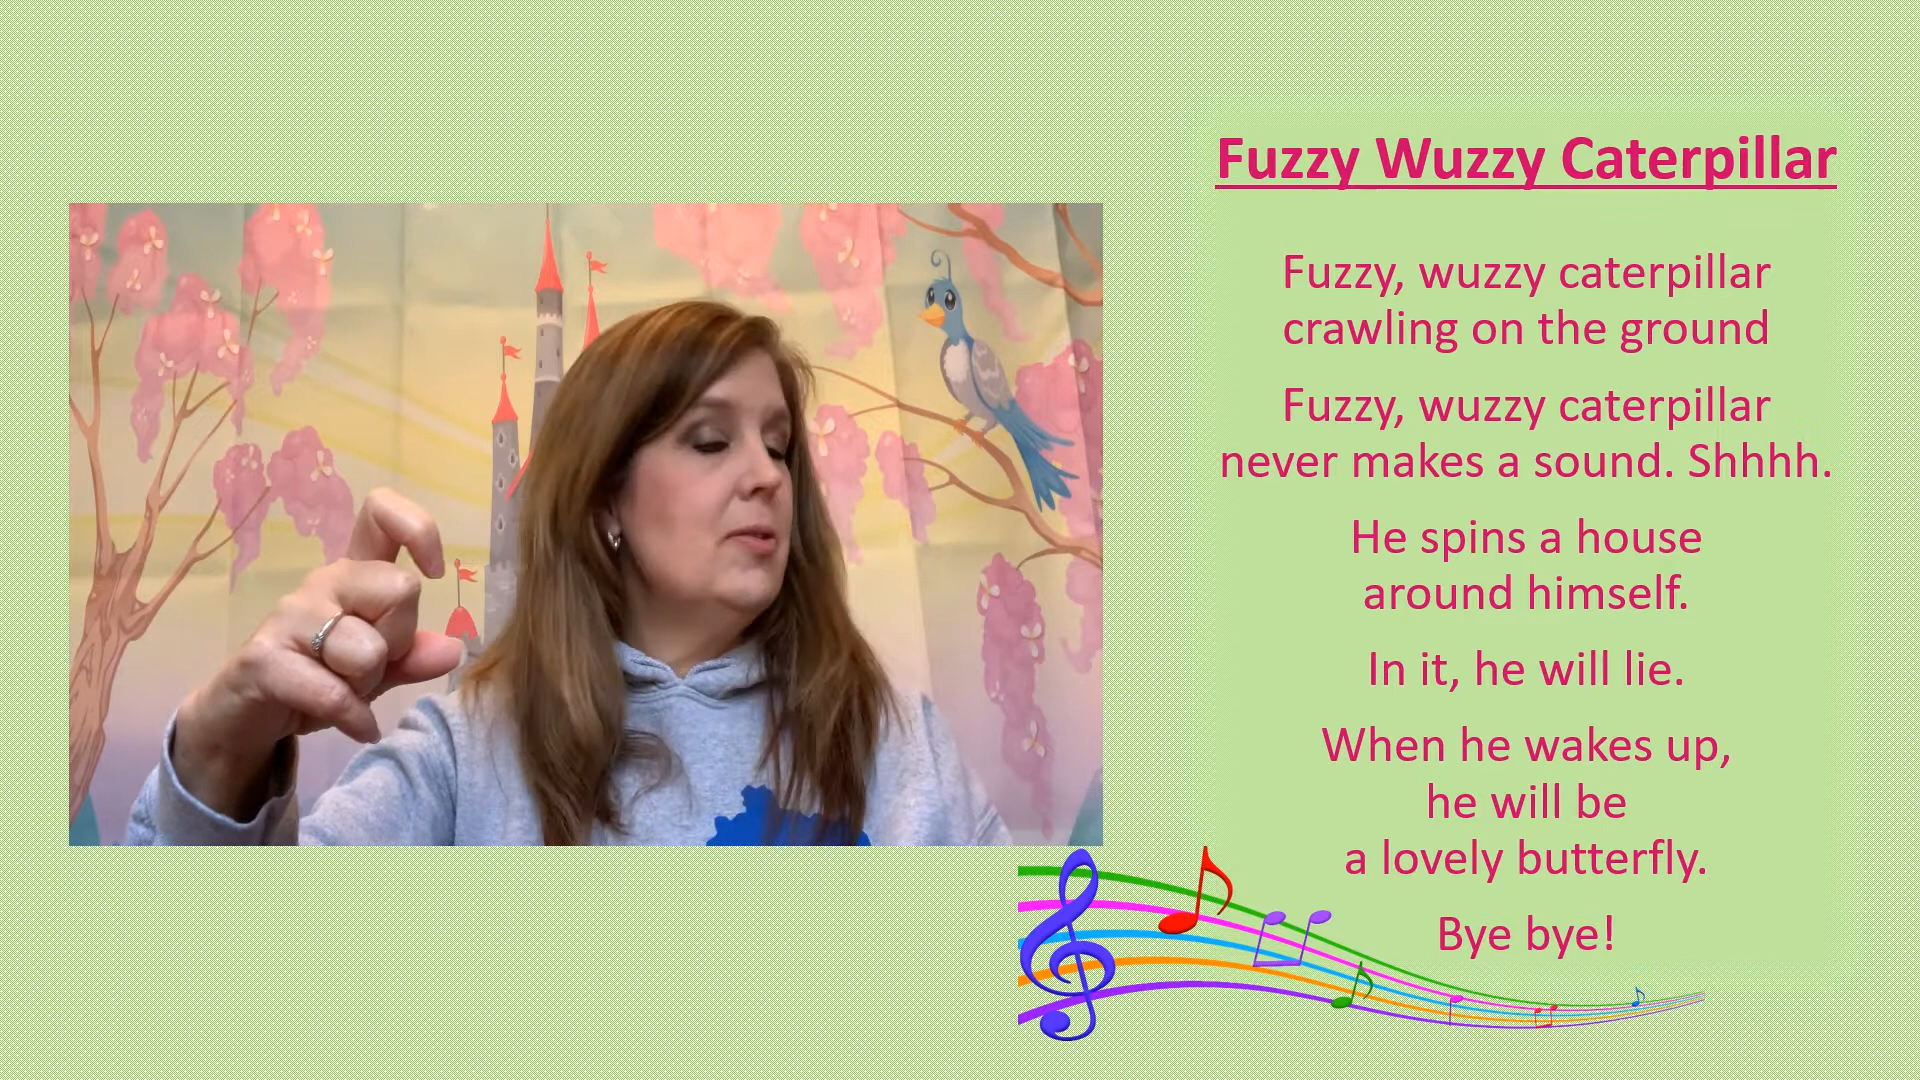 Fuzzy Wuzzy Caterpillar
Fuzzy, wuzzy caterpillar
crawling on the ground
Fuzzy, wuzzy caterpillar
never makes a sound. Shhhh.
He spins a house
around himself.
In it, he will lie.
When he wakes up,
he will be
a lovely butterfly.
Bye bye!